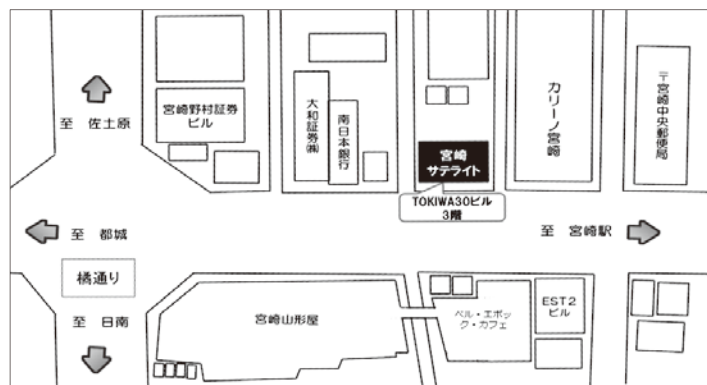 至 佐土原
宮崎野村証券
ビル
大和証券㈱
南日本銀行
宮崎
サテライト
TOKIWA30ビル
3階
カリーノ宮崎
〒宮崎中央郵便局
至 都城
至 宮崎駅
橘通り
至 日南
宮崎山形屋
ベル・エポッ
ク・カフェ
EST2
ビル